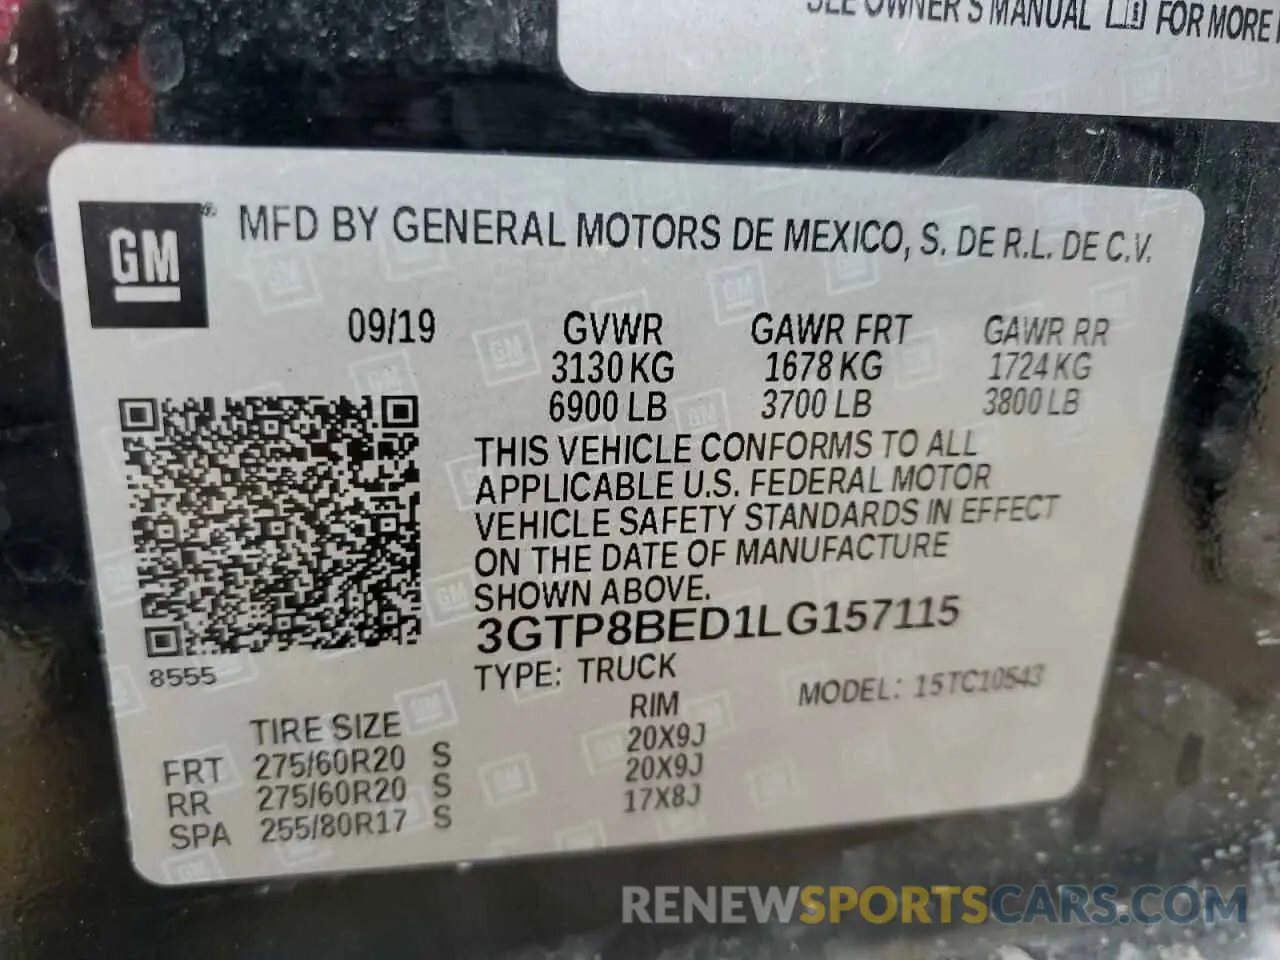 SEE OWNER'S MANUAL FOR MORE
GM
MFD BY GENERAL MOTORS DE MEXICO, S. DE R.L. DE C.V.
09/19 GVWR GAWR FRT GAWR RR
3130 KG 1678 KG 1724 KG
6900 LB 3700 LB 3800 LB
THIS VEHICLE CONFORMS TO ALL
APPLICABLE U.S. FEDERAL MOTOR
VEHICLE SAFETY STANDARDS IN EFFECT
ON THE DATE OF MANUFACTURE
SHOWN ABOVE.
3GTP8BED1LG157115
8555
TYPE: TRUCK MODEL: 15TC10543
TIRE SIZE RIM
FRT 275/60R20 S 20X9J
RR 275/60R20 S 20X9J
SPA 255/80R17 S 17X8J
RENEWSPORTSCARS.COM